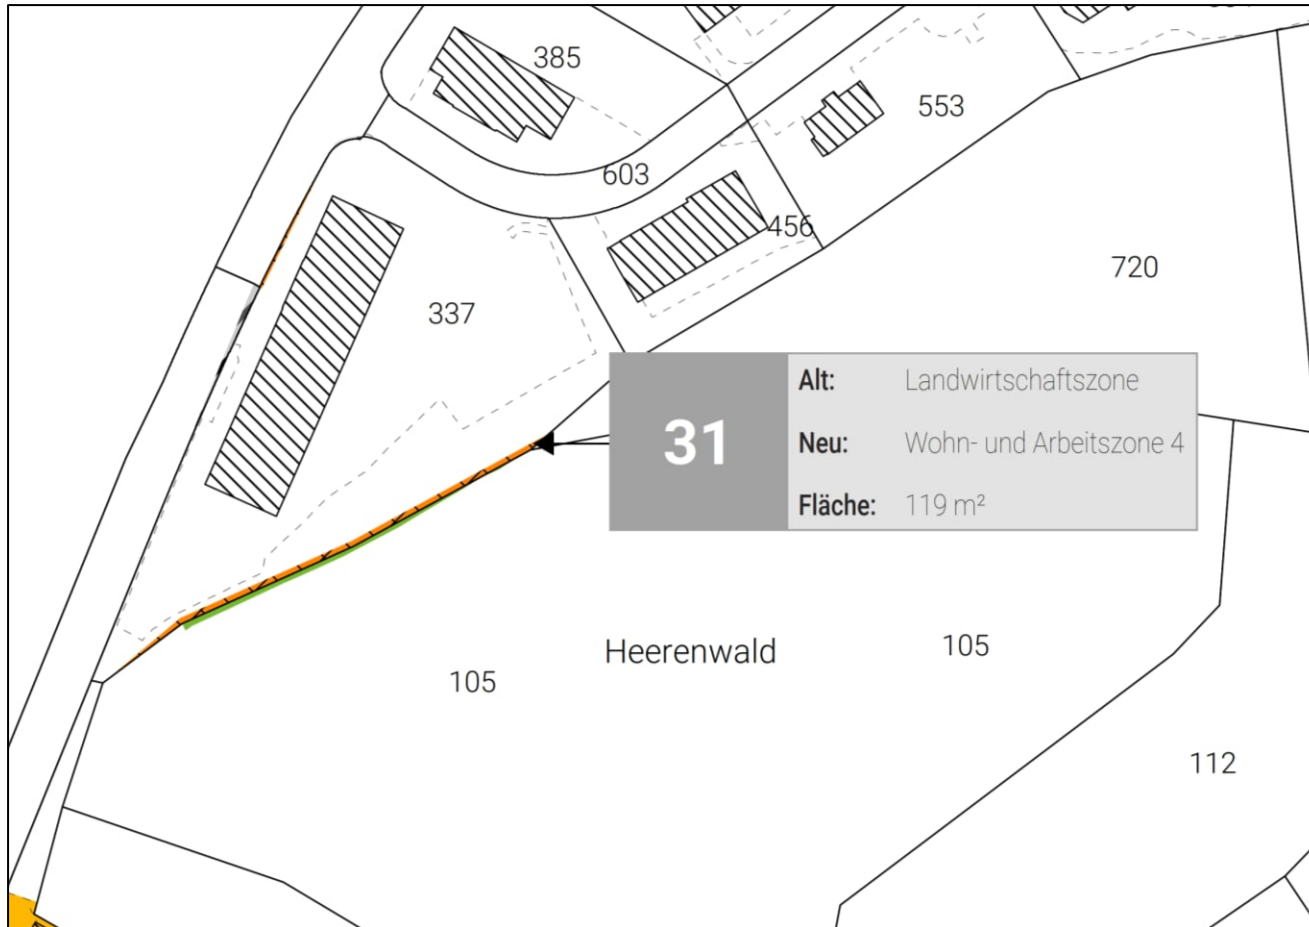 385
553
603
456
720
337
31
Alt: Landwirtschaftszone
Neu: Wohn- und Arbeitszone 4
Fläche: 119 m²
Heerenwald
105
105
112